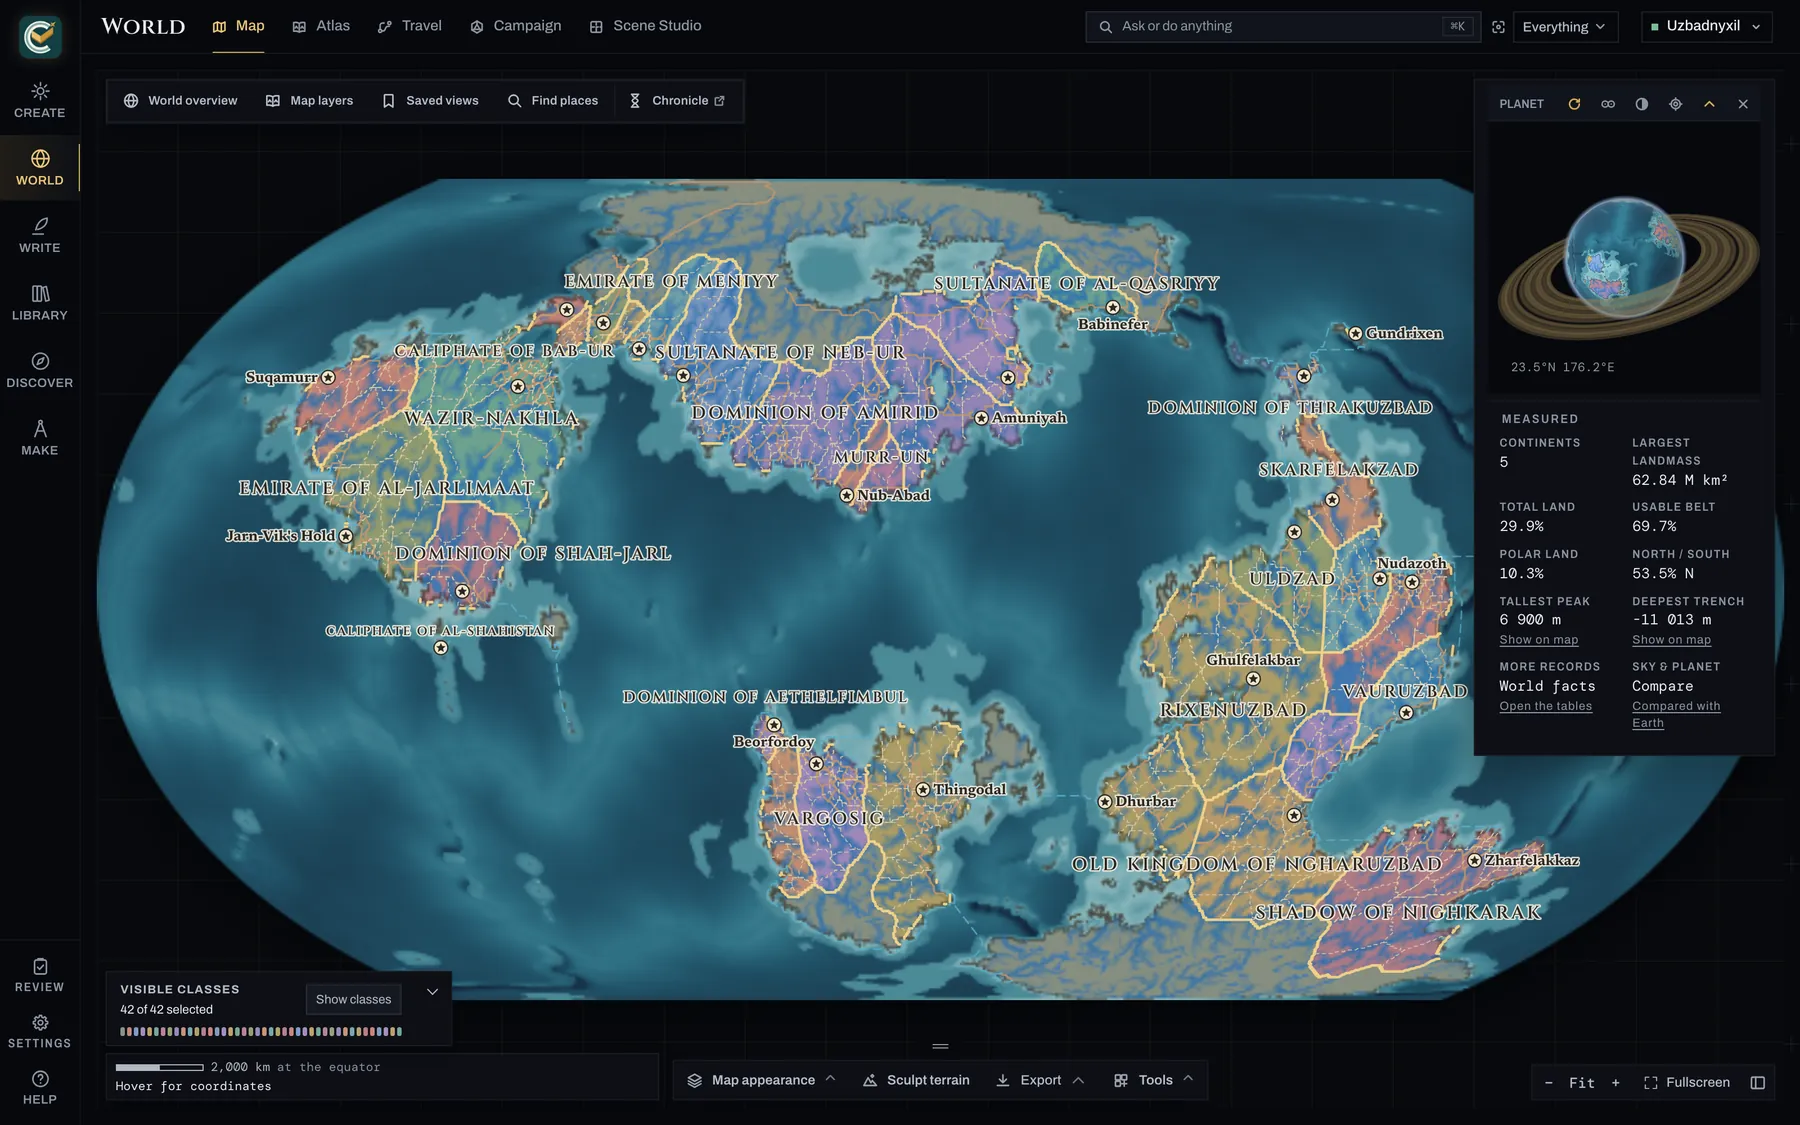 WORLD
Map
Atlas
Travel
Campaign
Scene Studio
Ask or do anything
⌘K
Everything
Uzbadnyxil
CREATE
WORLD
WRITE
LIBRARY
DISCOVER
MAKE
REVIEW
SETTINGS
HELP
World overview
Map layers
Saved views
Find places
Chronicle
EMIRATE OF MENIYY
SULTANATE OF AL-QASRIYY
Babinefer
Gundrixen
CALIPHATE OF BAB-UR
SULTANATE OF NEB-UR
Suqamurr
WAZIR-NAKHLA
DOMINION OF AMIRID
Amuniyah
DOMINION OF THRAKUZBAD
MURR-UN
SKARFELAKZAD
EMIRATE OF AL-JARLIMAAT
Nub-Abad
Jarn-Vik's Hold
DOMINION OF SHAH-JARL
Nudazoth
ULDZAD
CALIPHATE OF AL-SHAHISTAN
Ghulfelakbar
DOMINION OF AETHELFIMBUL
VAURUZBAD
RIXENUZBAD
Beorfordoy
Thingodal
Dhurbar
VARGOSIG
OLD KINGDOM OF NGHARUZBAD
Zharfelakkaz
SHADOW OF NIGHKARAK
PLANET
23.5°N 176.2°E
MEASURED
CONTINENTS
5
LARGEST
LANDMASS
62.84 M km²
TOTAL LAND
29.9%
USABLE BELT
69.7%
POLAR LAND
10.3%
NORTH / SOUTH
53.5% N
TALLEST PEAK
6 900 m
Show on map
DEEPEST TRENCH
-11 013 m
Show on map
MORE RECORDS
World facts
Open the tables
SKY & PLANET
Compare
Compared with
Earth
VISIBLE CLASSES
42 of 42 selected
Show classes
2,000 km at the equator
Hover for coordinates
Map appearance
Sculpt terrain
Export
Tools
− Fit +
Fullscreen